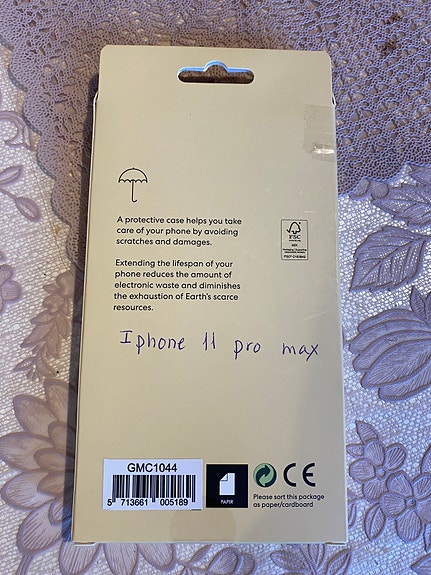 A protective case helps you take
care of your phone by avoiding
scratches and damages.
FSC
MIX
Extending the lifespan of your
phone reduces the amount of
electronic waste and diminishes
the exhaustion of Earth's scarce
resources.
Iphone 11 pro max
GMC1044
5 713661 005189
PAPIR
CE
Please sort this package
as paper/cardboard